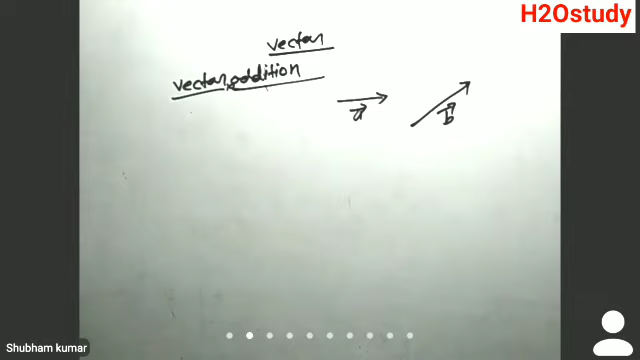 H2Ostudy
vector
vector addition
a
b
Shubham kumar